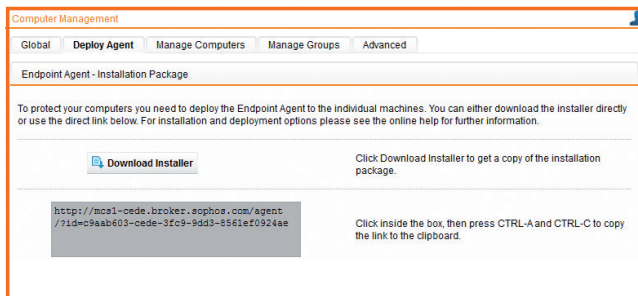 Computer Management
Global Deploy Agent Manage Computers Manage Groups Advanced
Endpoint Agent - Installation Package
To protect your computers you need to deploy the Endpoint Agent to the individual machines. You can either download the installer directly
or use the direct link below. For installation and deployment options please see the online help for further information.
Download Installer
Click Download Installer to get a copy of the installation
package.
http://mcs1-cede.broker.sophos.com/agent
/?id=c9aab603-cede-3fc9-9dd3-8561ef0924ae
Click inside the box, then press CTRL-A and CTRL-C to copy
the link to the clipboard.